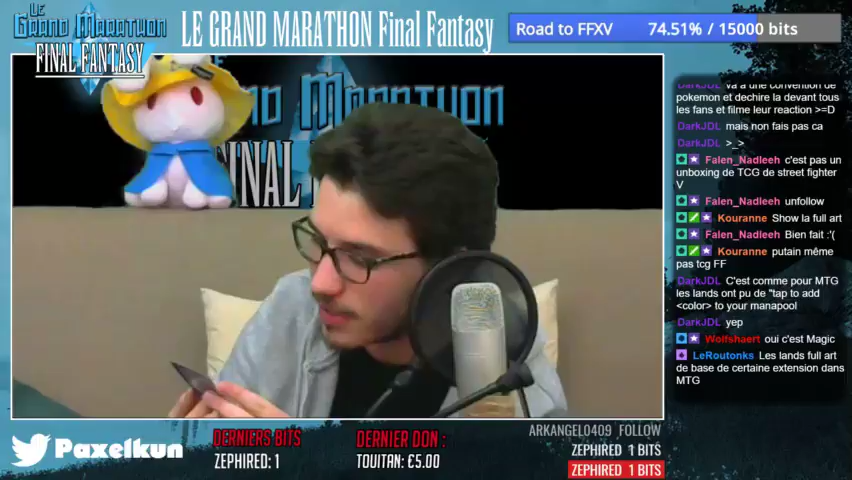 LE
GRAND MARATHON
FINAL FANTASY
LE GRAND MARATHON Final Fantasy
Road to FFXV 74.51% / 15000 bits
LE
GRAND MARATHON
FINAL
DarkJDL va a une convention de
pokemon et dechire la devant tous
les fans et filme leur reaction >=D
DarkJDL mais non fais pas ca
DarkJDL >_>
Falen_Nadleeh c'est pas un
unboxing de TCG de street fighter
V
Falen_Nadleeh unfollow
Kouranne Show la full art
Falen_Nadleeh Bien fait :'(
Kouranne putain même
pas tcg FF
DarkJDL C'est comme pour MTG
les lands ont pu de "tap to add
<color> to your manapool
DarkJDL yep
Wolfshaert oui c'est Magic
LeRoutonks Les lands full art
de base de certaine extension dans
MTG
Paxelkun
DERNIERS BITS
ZEPHIRED: 1
DERNIER DON :
TOUITAN: €5.00
ARKANGEL0409 FOLLOW
ZEPHIRED 1 BITS
ZEPHIRED 1 BITS